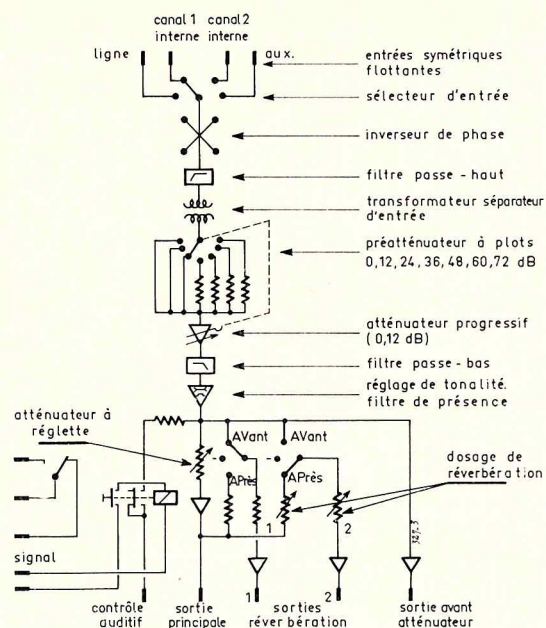 canal 1 canal 2
interne interne
ligne aux.
entrées symétriques
flottantes
sélecteur d'entrée
inverseur de phase
filtre passe-haut
transformateur séparateur
d'entrée
préatténuateur à plots
0,12,24,36,48,60,72 dB
atténuateur progressif
(0,12 dB)
filtre passe-bas
réglage de tonalité.
filtre de présence
atténuateur à
réglette
AVant AVant
dosage de
réverbération
APrès APrès
1 2
signal
contrôle
auditif
sortie
principale
1 sorties 2
réverbération
sortie avant
atténuateur